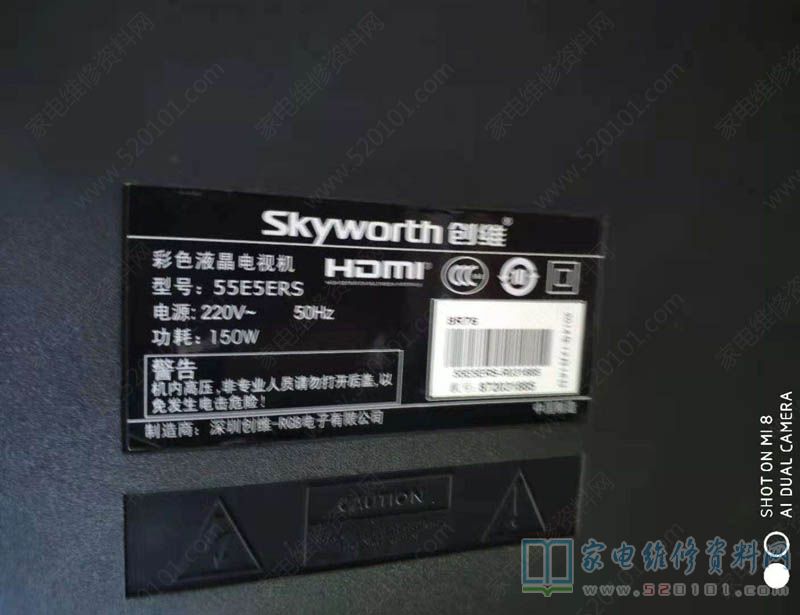 Skyworth 创维®
彩色液晶电视机
HDMI®
型号：55E5ERS
电源：220V~ 50Hz
功耗：150W
8R76
警告
机内高压，非专业人员请勿打开后盖，以
免发生电击危险！
制造商：深圳创维-RGB电子有限公司
CAUTION
SHOT ON MI 8
AI DUAL CAMERA
家电维修资料网
www.520101.com